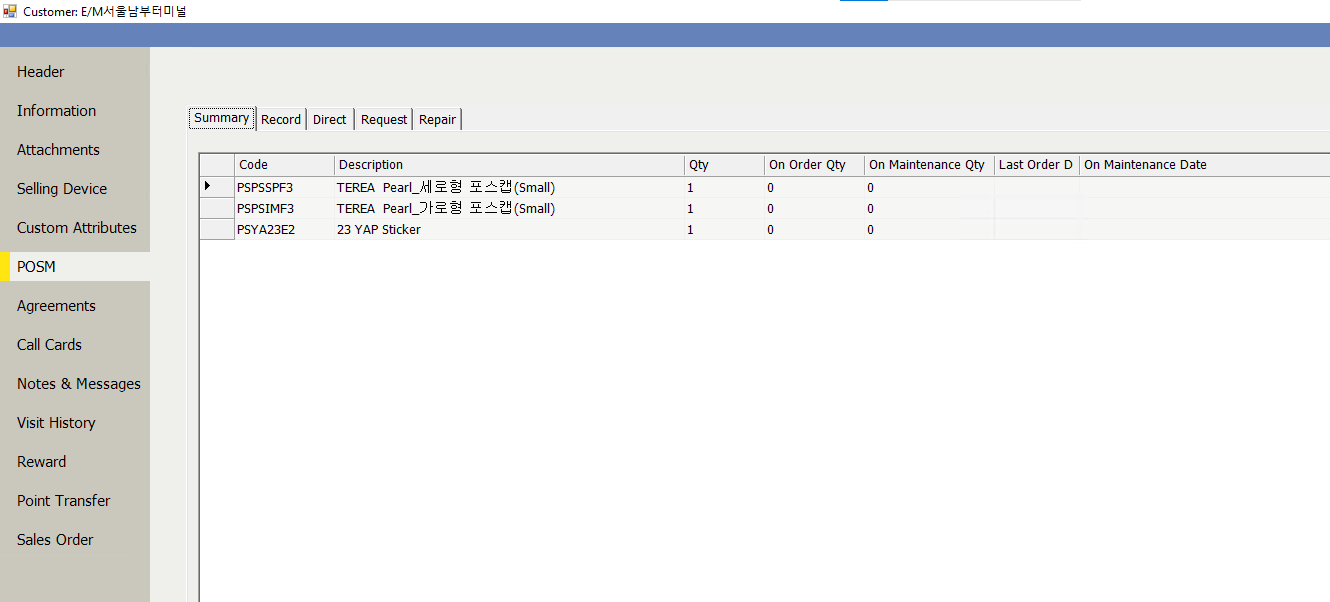 Customer: E/M서울남부터미널
Header
Information
Attachments
Selling Device
Custom Attributes
POSM
Agreements
Call Cards
Notes & Messages
Visit History
Reward
Point Transfer
Sales Order
Summary Record Direct Request Repair
Code Description Qty On Order Qty On Maintenance Qty Last Order D On Maintenance Date
PSPSSPF3 TEREA Pearl_세로형 포스캡(Small) 1 0 0
PSPSIMF3 TEREA Pearl_가로형 포스캡(Small) 1 0 0
PSYA23E2 23 YAP Sticker 1 0 0